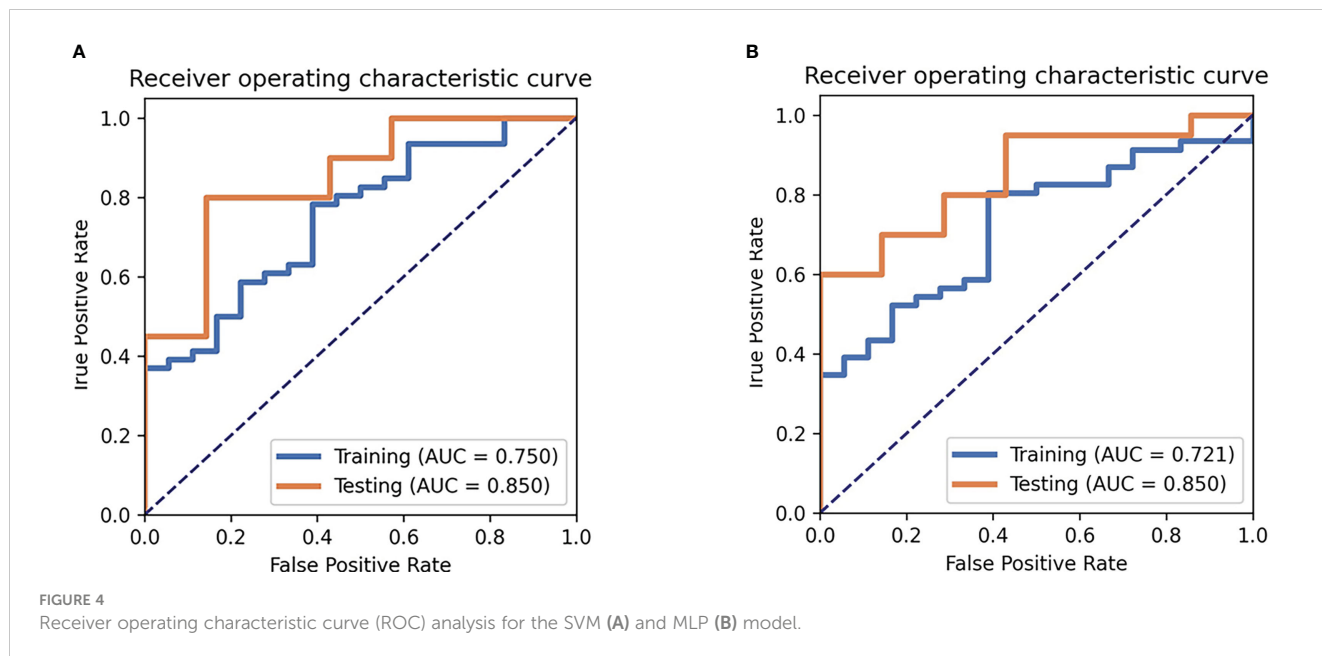 A
Receiver operating characteristic curve
True Positive Rate
1.0
0.8
0.6
0.4
0.2
0.0
Training (AUC = 0.750)
Testing (AUC = 0.850)
0.0 0.2 0.4 0.6 0.8 1.0
False Positive Rate
B
Receiver operating characteristic curve
True Positive Rate
1.0
0.8
0.6
0.4
0.2
0.0
Training (AUC = 0.721)
Testing (AUC = 0.850)
0.0 0.2 0.4 0.6 0.8 1.0
False Positive Rate
FIGURE 4
Receiver operating characteristic curve (ROC) analysis for the SVM (A) and MLP (B) model.